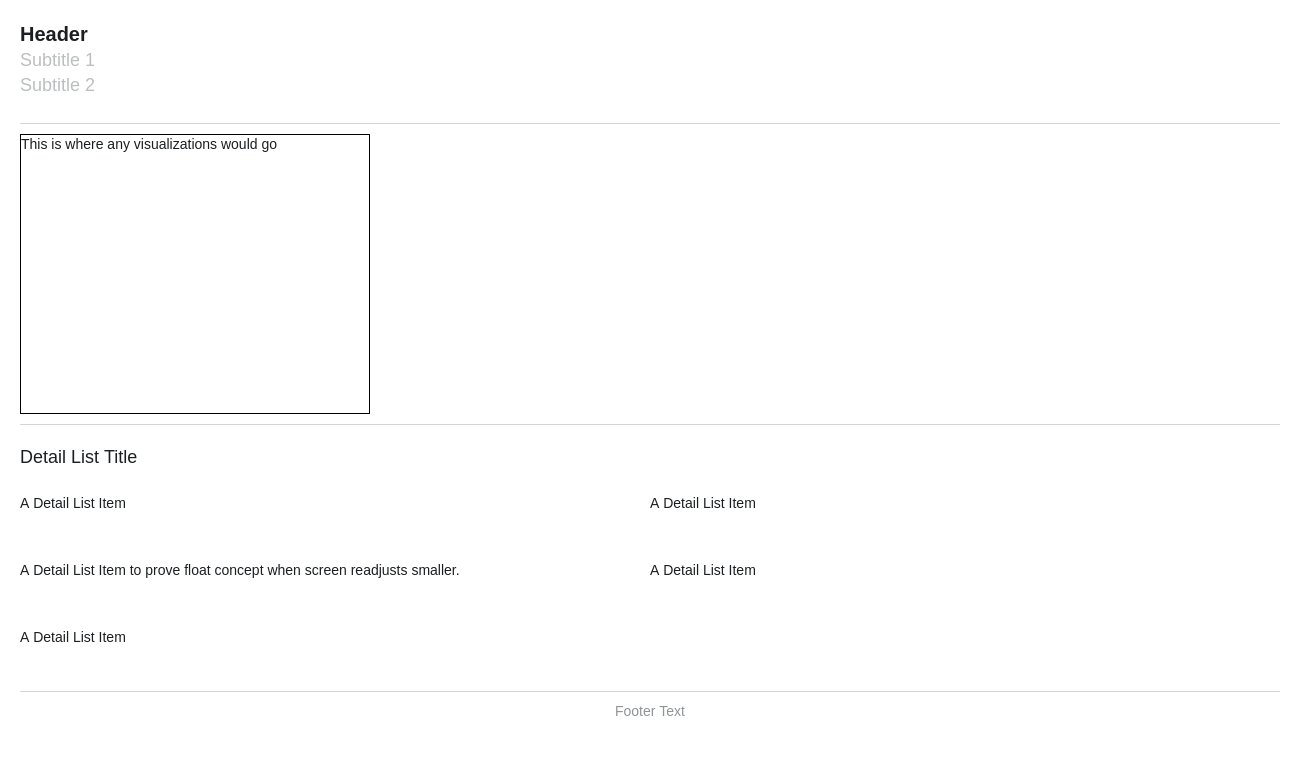 Header
Subtitle 1
Subtitle 2
This is where any visualizations would go
Detail List Title
A Detail List Item
A Detail List Item
A Detail List Item to prove float concept when screen readjusts smaller.
A Detail List Item
A Detail List Item
Footer Text